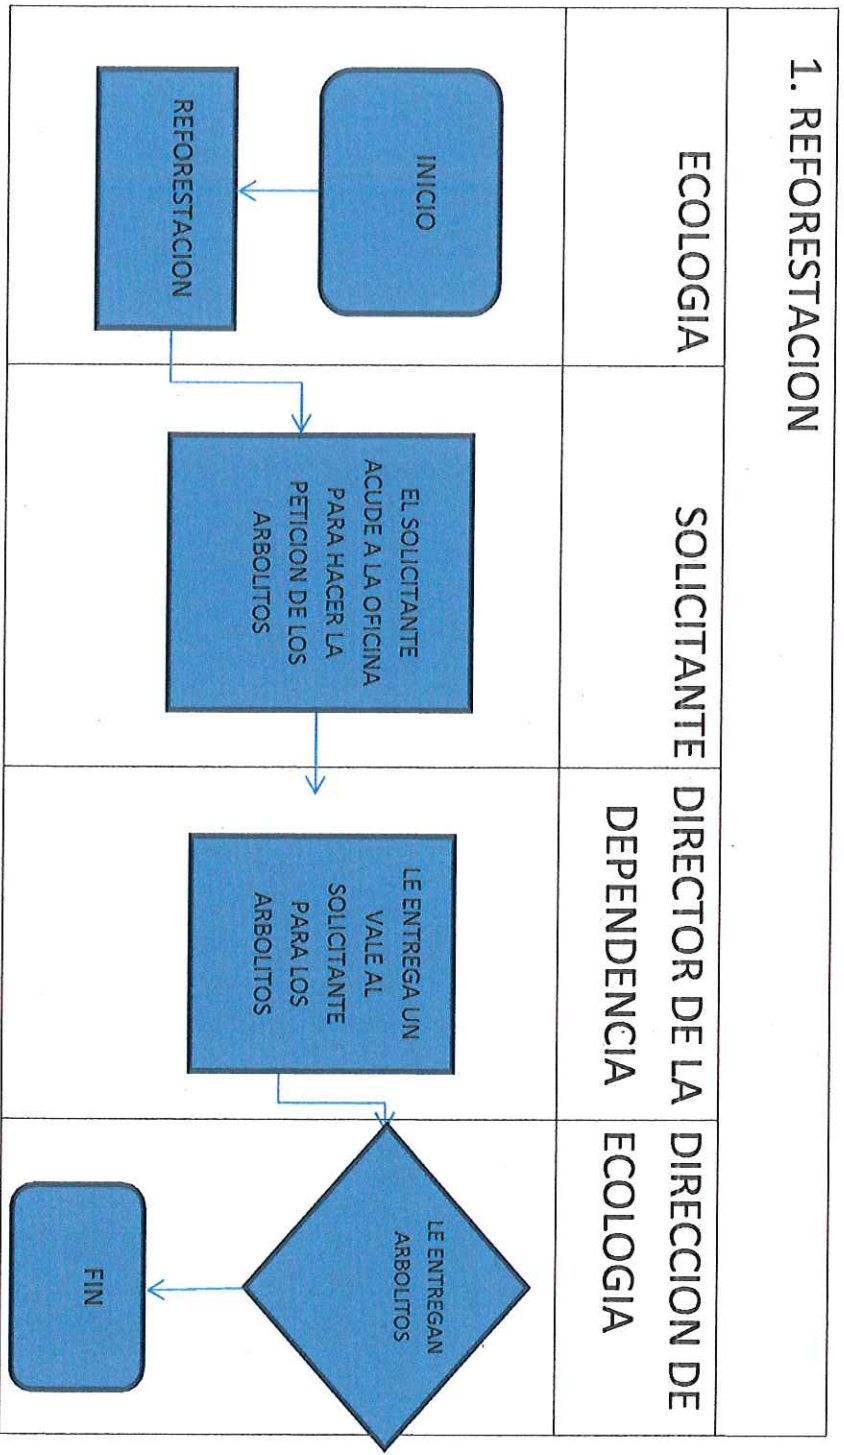 1. REFORESTACION
ECOLOGIA
SOLICITANTE
DIRECTOR DE LA
DEPENDENCIA
DIRECCION DE
ECOLOGIA
INICIO
REFORESTACION
EL SOLICITANTE
ACUDE A LA OFICINA
PARA HACER LA
PETICION DE LOS
ARBOLITOS
LE ENTREGA UN
VALE AL
SOLICITANTE
PARA LOS
ARBOLITOS
LE ENTREGAN
ARBOLITOS
FIN